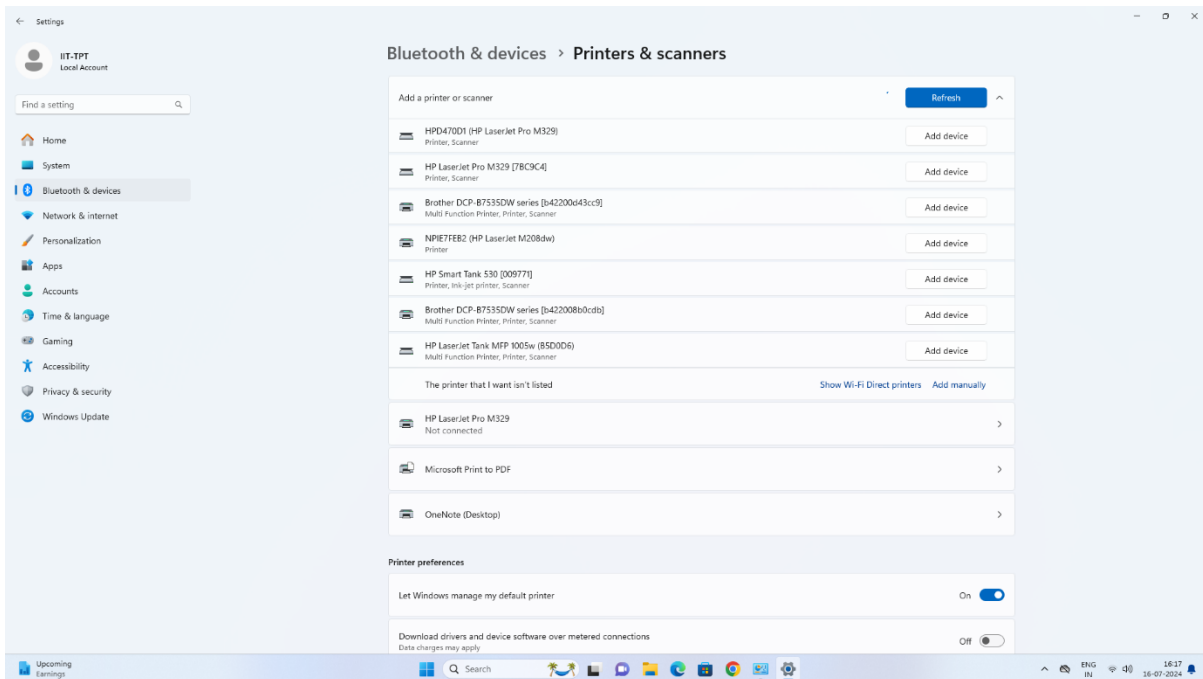 Settings
IIT-TPT
Local Account
Find a setting
Home
System
Bluetooth & devices
Network & internet
Personalization
Apps
Accounts
Time & language
Gaming
Accessibility
Privacy & security
Windows Update
Bluetooth & devices > Printers & scanners
Add a printer or scanner
Refresh
HPD470D1 (HP LaserJet Pro M329)
Printer, Scanner
Add device
HP LaserJet Pro M329 [7BC9C4]
Printer, Scanner
Add device
Brother DCP-B7535DW series [b42200d43cc9]
Multi Function Printer, Printer, Scanner
Add device
NPIE7FEB2 (HP LaserJet M208dw)
Printer
Add device
HP Smart Tank 530 [009771]
Printer, Ink-jet printer, Scanner
Add device
Brother DCP-B7535DW series [b422008b0cdb]
Multi Function Printer, Printer, Scanner
Add device
HP LaserJet Tank MFP 1005w (B5D0D6)
Multi Function Printer, Printer, Scanner
Add device
The printer that I want isn't listed
Show Wi-Fi Direct printers
Add manually
HP LaserJet Pro M329
Not connected
Microsoft Print to PDF
OneNote (Desktop)
Printer preferences
Let Windows manage my default printer
On
Download drivers and device software over metered connections
Data charges may apply
Off
Upcoming
Earnings
Search
ENG
IN
16:17
16-07-2024